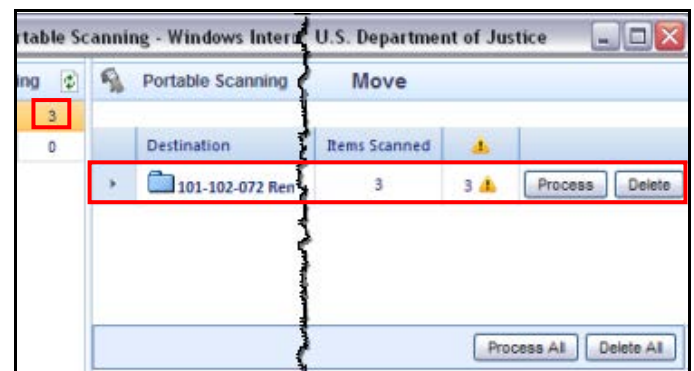 rtable Scanning - Windows Intern U.S. Department of Justice
ing Portable Scanning Move
3
0 Destination Items Scanned
101-102-072 Ren 3 3 Process Delete
Process All Delete All